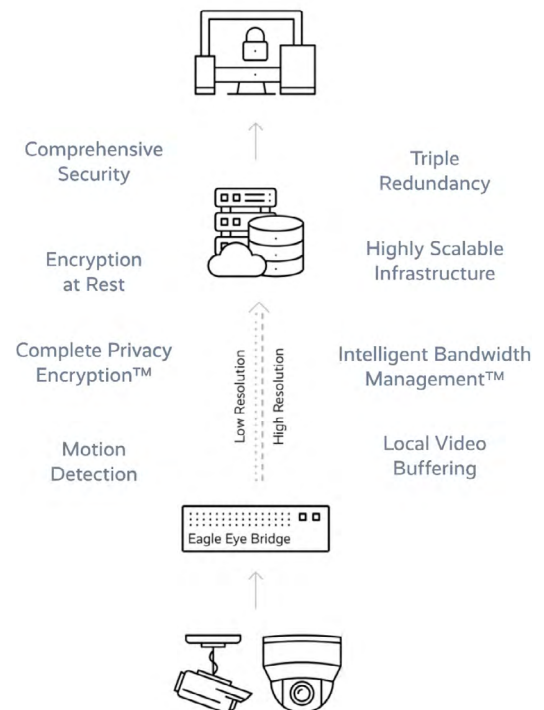 Comprehensive
Security
Triple
Redundancy
Encryption
at Rest
Highly Scalable
Infrastructure
Complete Privacy
Encryption™
Low Resolution
High Resolution
Intelligent Bandwidth
Management™
Motion
Detection
Local Video
Buffering
Eagle Eye Bridge